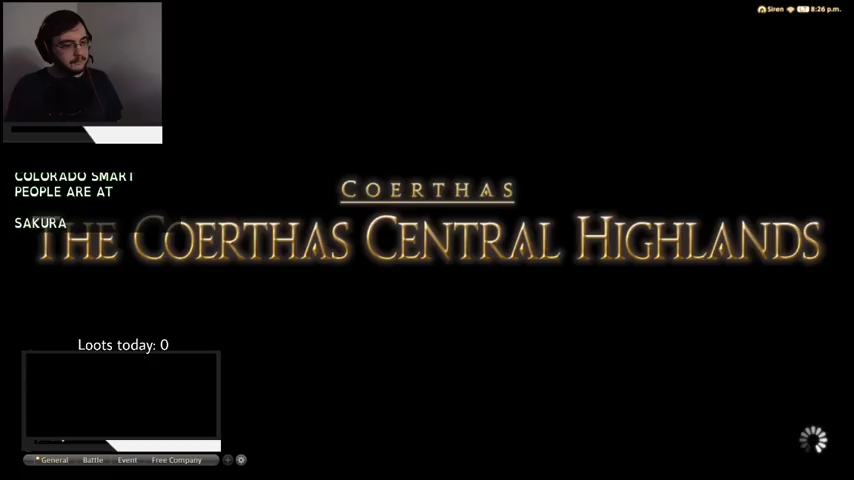 Siren LT 8:26 p.m.
COLORADO SMART
PEOPLE ARE AT
SAKURA
COERTHAS
THE COERTHAS CENTRAL HIGHLANDS
Loots today: 0
General Battle Event Free Company